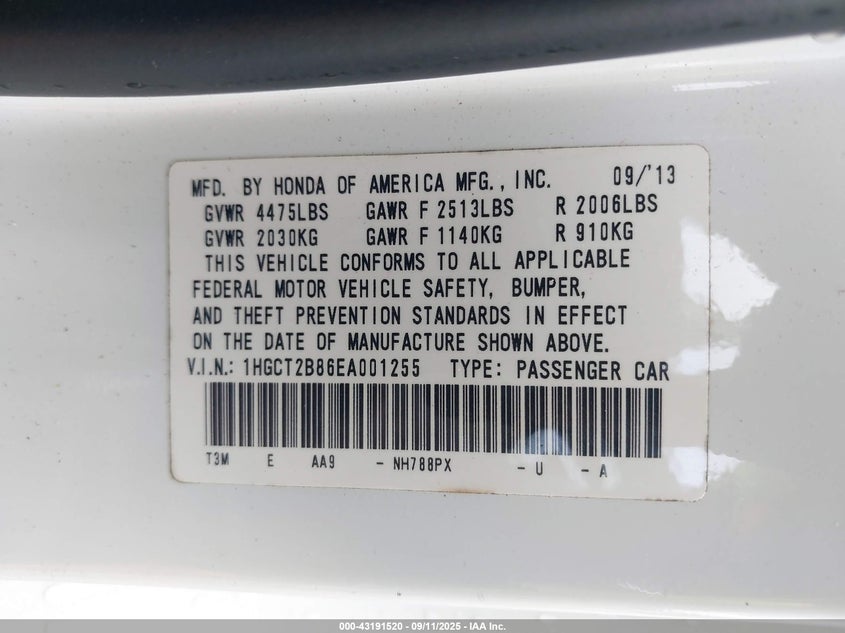 MFD. BY HONDA OF AMERICA MFG., INC. 09/'13
GVWR 4475LBS GAWR F 2513LBS R 2006LBS
GVWR 2030KG GAWR F 1140KG R 910KG
THIS VEHICLE CONFORMS TO ALL APPLICABLE
FEDERAL MOTOR VEHICLE SAFETY, BUMPER,
AND THEFT PREVENTION STANDARDS IN EFFECT
ON THE DATE OF MANUFACTURE SHOWN ABOVE.
V.I.N.: 1HGCT2B86EA001255 TYPE: PASSENGER CAR
T3M E AA9 - NH788PX - U - A
000-43191520 - 09/11/2025 - IAA Inc.